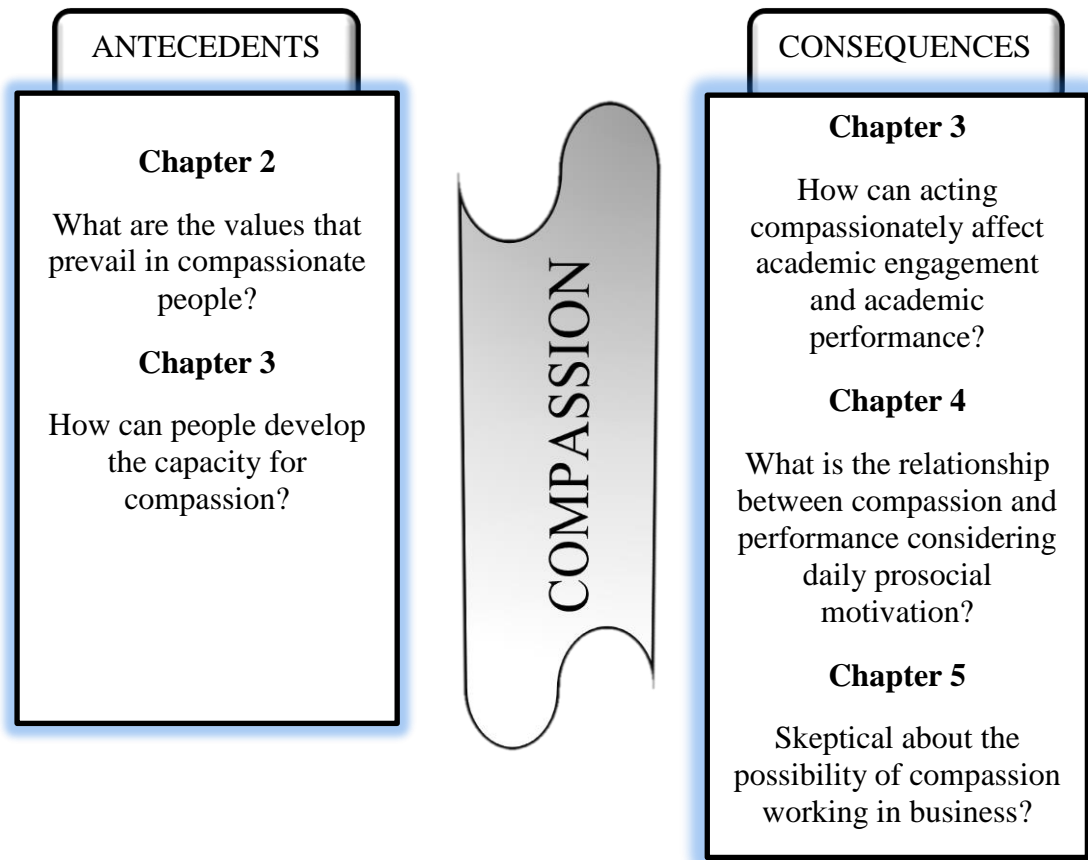 ANTECEDENTS
Chapter 2
What are the values that
prevail in compassionate
people?
Chapter 3
How can people develop
the capacity for
compassion?
COMPASSION
CONSEQUENCES
Chapter 3
How can acting
compassionately affect
academic engagement
and academic
performance?
Chapter 4
What is the relationship
between compassion and
performance considering
daily prosocial
motivation?
Chapter 5
Skeptical about the
possibility of compassion
working in business?